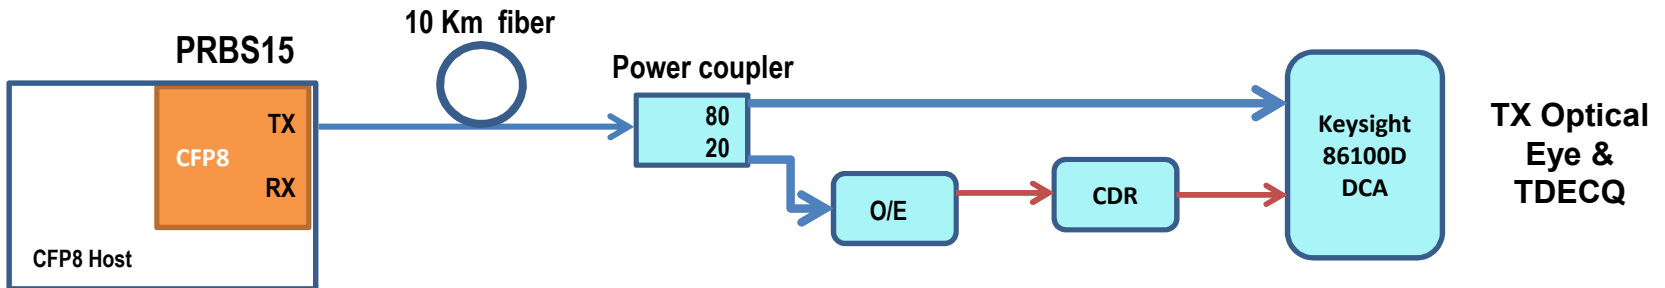 10 Km fiber
PRBS15
Power coupler
TX
CFP8
RX
CFP8 Host
80
20
O/E
CDR
Keysight
86100D
DCA
TX Optical
Eye &
TDECQ